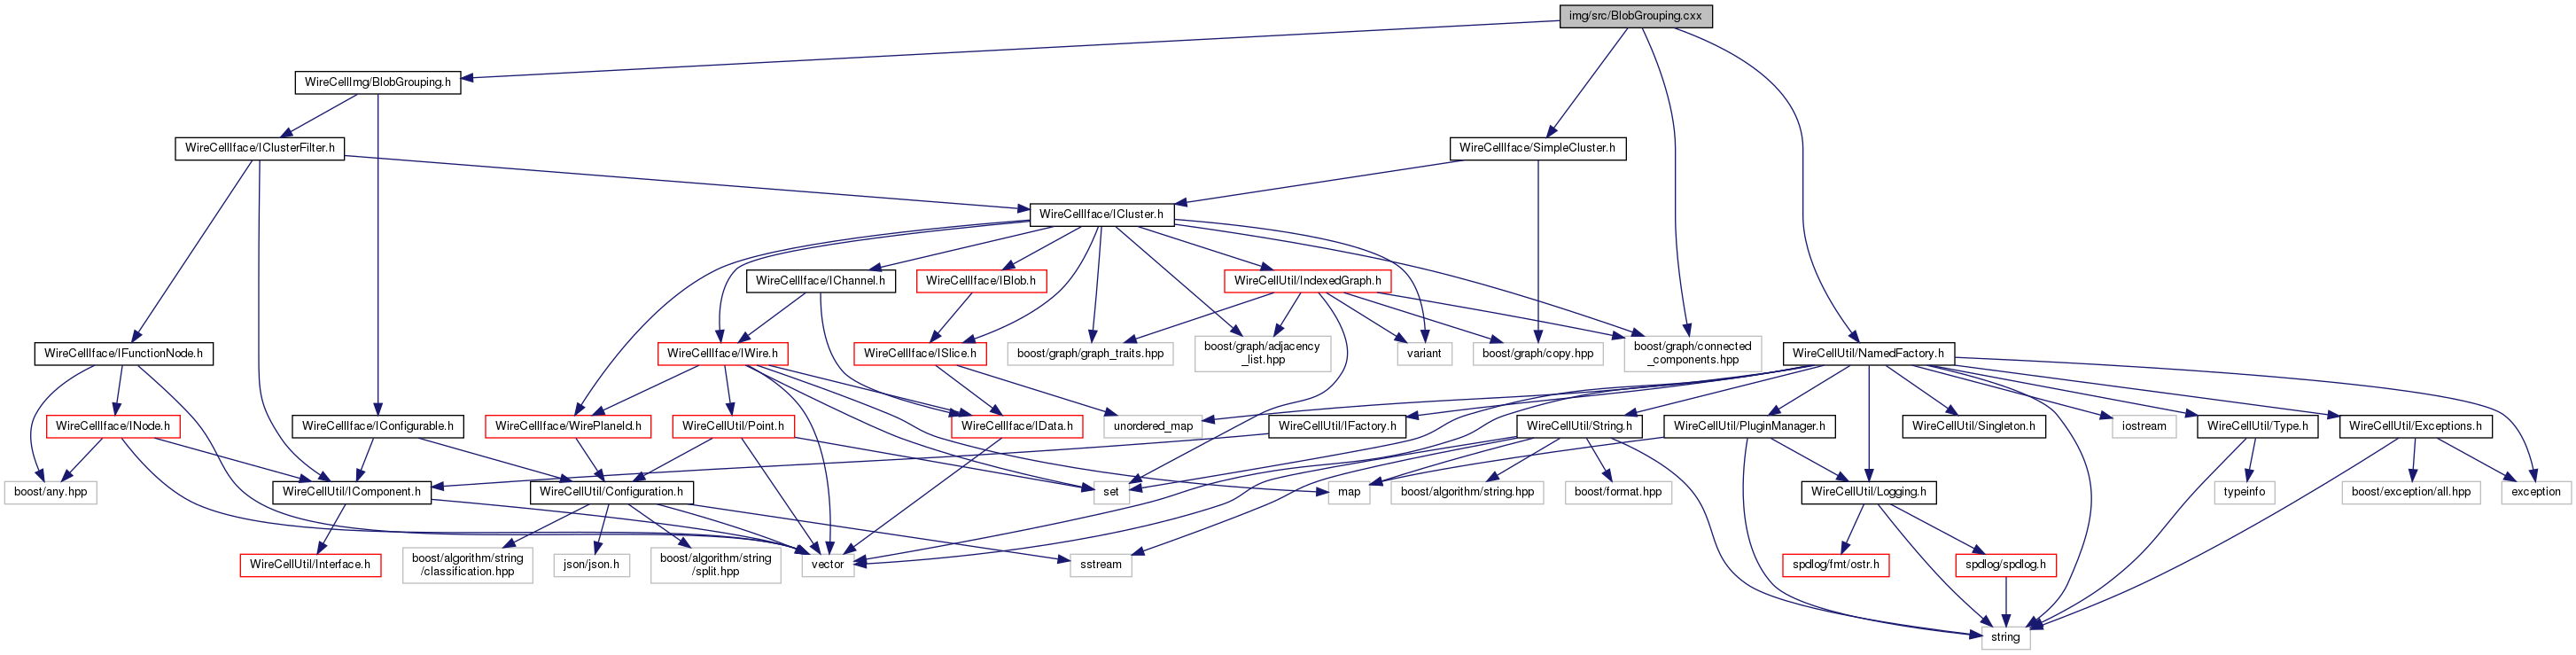 img/src/BlobGrouping.cxx
WireCellImg/BlobGrouping.h
WireCellIface/IClusterFilter.h
WireCellIface/SimpleCluster.h
WireCellIface/ICluster.h
WireCellIface/IChannel.h
WireCellIface/IBlob.h
WireCellUtil/IndexedGraph.h
WireCellIface/IFunctionNode.h
WireCellIface/IWire.h
WireCellIface/ISlice.h
boost/graph/graph_traits.hpp
boost/graph/adjacency
_list.hpp
variant
boost/graph/copy.hpp
boost/graph/connected
_components.hpp
WireCellUtil/NamedFactory.h
WireCellIface/INode.h
WireCellIface/IConfigurable.h
WireCellIface/WirePlaneId.h
WireCellUtil/Point.h
WireCellIface/IData.h
unordered_map
WireCellUtil/IFactory.h
WireCellUtil/String.h
WireCellUtil/PluginManager.h
WireCellUtil/Singleton.h
iostream
WireCellUtil/Type.h
WireCellUtil/Exceptions.h
boost/any.hpp
WireCellUtil/IComponent.h
WireCellUtil/Configuration.h
set
map
boost/algorithm/string.hpp
boost/format.hpp
WireCellUtil/Logging.h
typeinfo
boost/exception/all.hpp
exception
WireCellUtil/Interface.h
boost/algorithm/string
/classification.hpp
json/json.h
boost/algorithm/string
/split.hpp
vector
sstream
spdlog/fmt/ostr.h
spdlog/spdlog.h
string